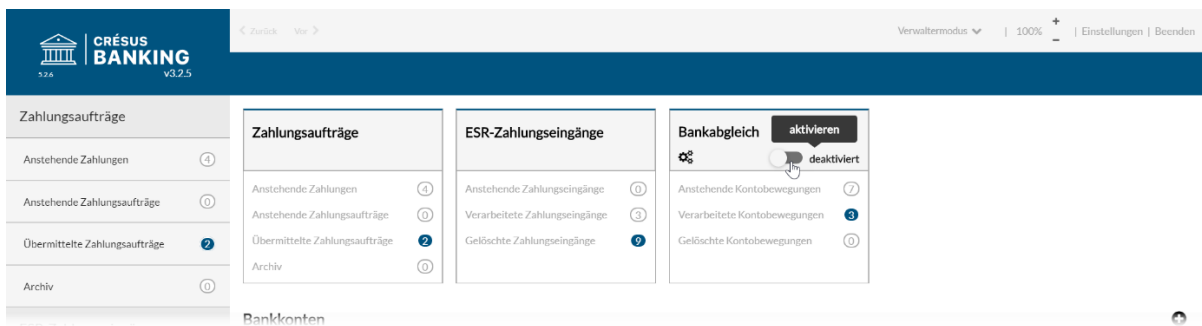 CRÉSUS
BANKING
5.2.6 v3.2.5
Zurück Vor
Verwaltermodus | 100% + − | Einstellungen | Beenden
Zahlungsaufträge
Anstehende Zahlungen 4
Anstehende Zahlungsaufträge 0
Übermittelte Zahlungsaufträge 2
Archiv 0
Zahlungsaufträge
Anstehende Zahlungen 4
Anstehende Zahlungsaufträge 0
Übermittelte Zahlungsaufträge 2
Archiv 0
ESR-Zahlungseingänge
Anstehende Zahlungseingänge 0
Verarbeitete Zahlungseingänge 3
Gelöschte Zahlungseingänge 9
Bankabgleich
aktivieren
deaktiviert
Anstehende Kontobewegungen 7
Verarbeitete Kontobewegungen 3
Gelöschte Kontobewegungen 0
Bankkonten